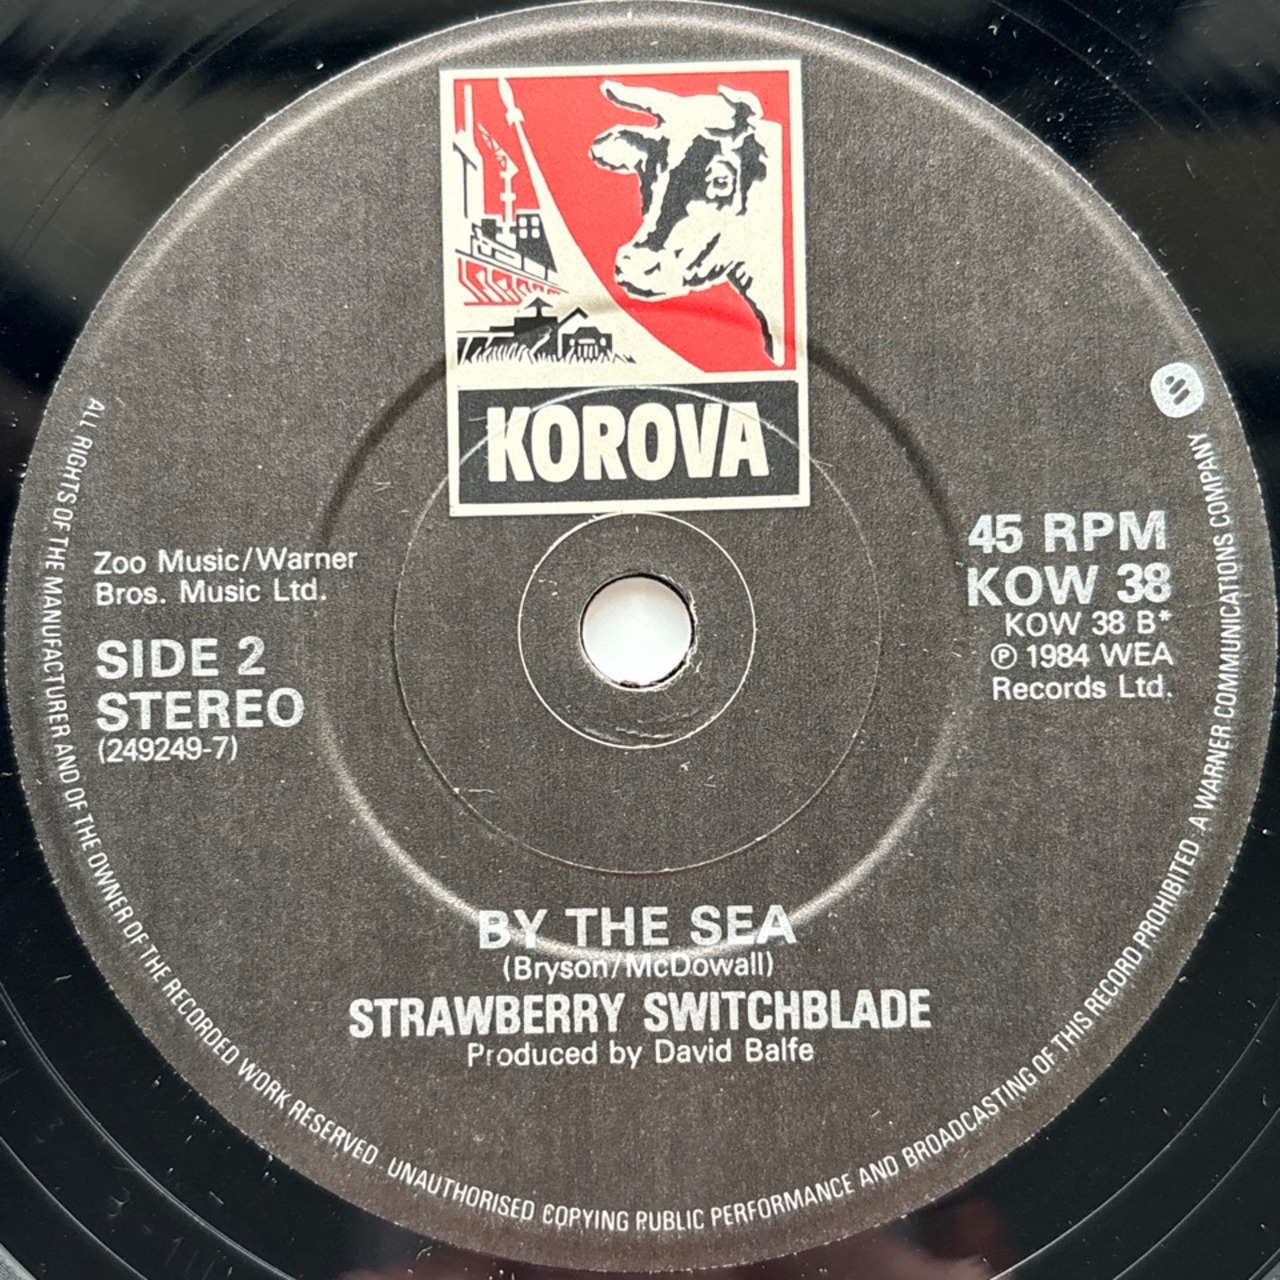 KOROVA
Zoo Music/Warner
Bros. Music Ltd.
SIDE 2
STEREO
(249249-7)
45 RPM
KOW 38
KOW 38 B*
℗ 1984 WEA
Records Ltd.
BY THE SEA
(Bryson/McDowall)
STRAWBERRY SWITCHBLADE
Produced by David Balfe
ALL RIGHTS OF THE MANUFACTURER AND OF THE OWNER OF THE RECORDED WORK RESERVED UNAUTHORISED COPYING PUBLIC PERFORMANCE AND BROADCASTING OF THIS RECORD PROHIBITED A WARNER COMMUNICATIONS COMPANY